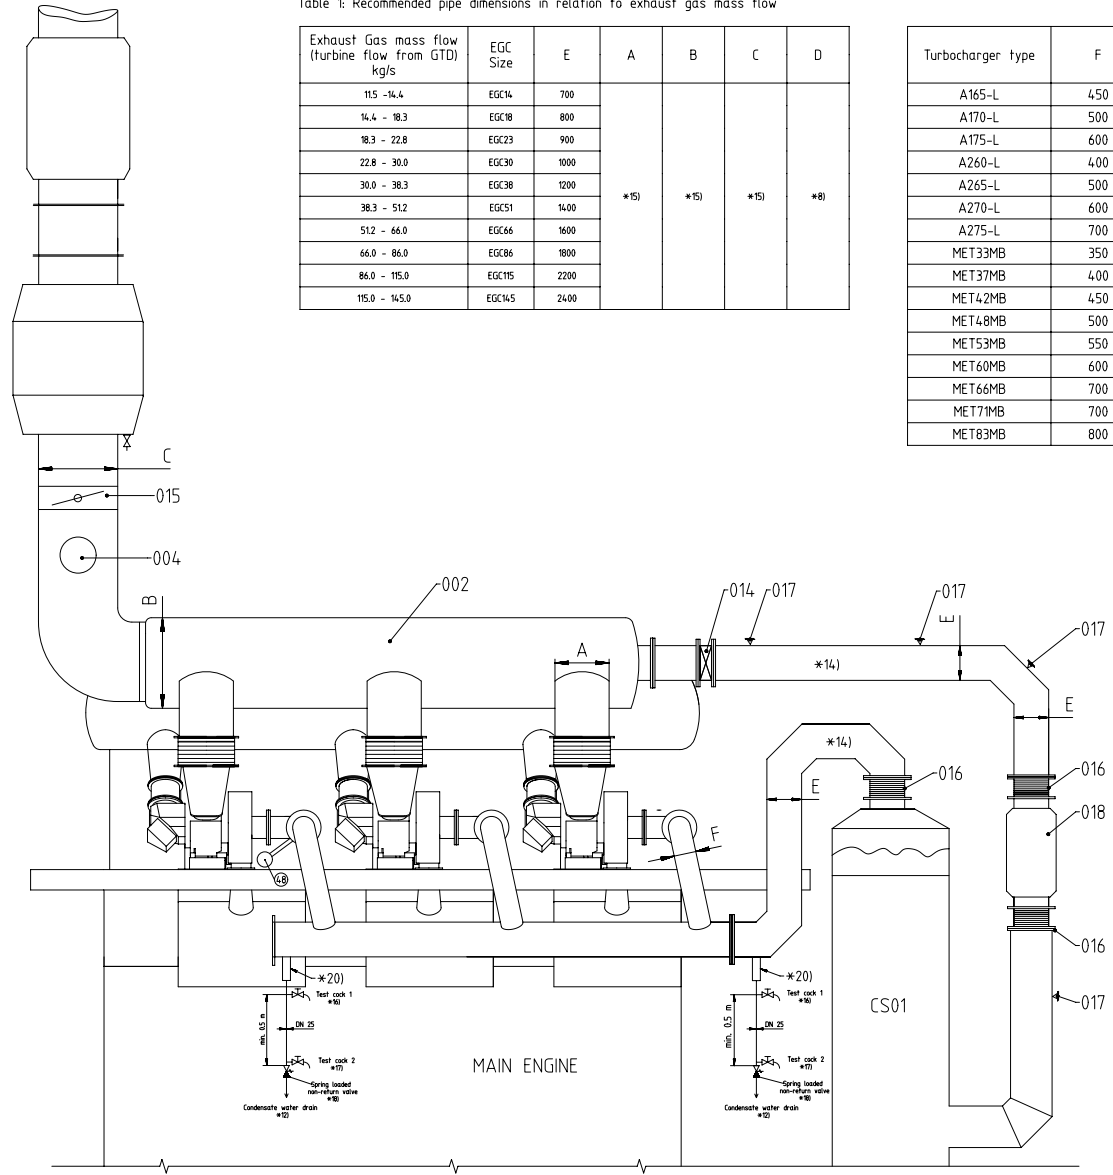 Table 1: Recommended pipe dimensions in relation to exhaust gas mass flow
Exhaust Gas mass flow (turbine flow from GTD) kg/s EGC Size E A B C D
11.5 -14.4 EGC14 700
14.4 - 18.3 EGC18 800
18.3 - 22.8 EGC23 900
22.8 - 30.0 EGC30 1000
30.0 - 38.3 EGC38 1200
*15) *15) *15) *8)
38.3 - 51.2 EGC51 1400
51.2 - 66.0 EGC66 1600
66.0 - 86.0 EGC86 1800
86.0 - 115.0 EGC115 2200
115.0 - 145.0 EGC145 2400
Turbocharger type F
A165-L 450
A170-L 500
A175-L 600
A260-L 400
A265-L 500
A270-L 600
A275-L 700
MET33MB 350
MET37MB 400
MET42MB 450
MET48MB 500
MET53MB 550
MET60MB 600
MET66MB 700
MET71MB 700
MET83MB 800
C
015
004
002
B
A
014
017
017
E
017
*14)
E
*14)
016
016
E
018
F
48
016
*20)
*20)
Test cock 1
*16)
Test cock 1
*16)
017
CS01
min. 0.5 m
DN 25
min. 0.5 m
DN 25
Test cock 2
*17)
Test cock 2
*17)
MAIN ENGINE
Spring loaded
non-return valve
*18)
Spring loaded
non-return valve
*18)
Condensate water drain
*12)
Condensate water drain
*12)